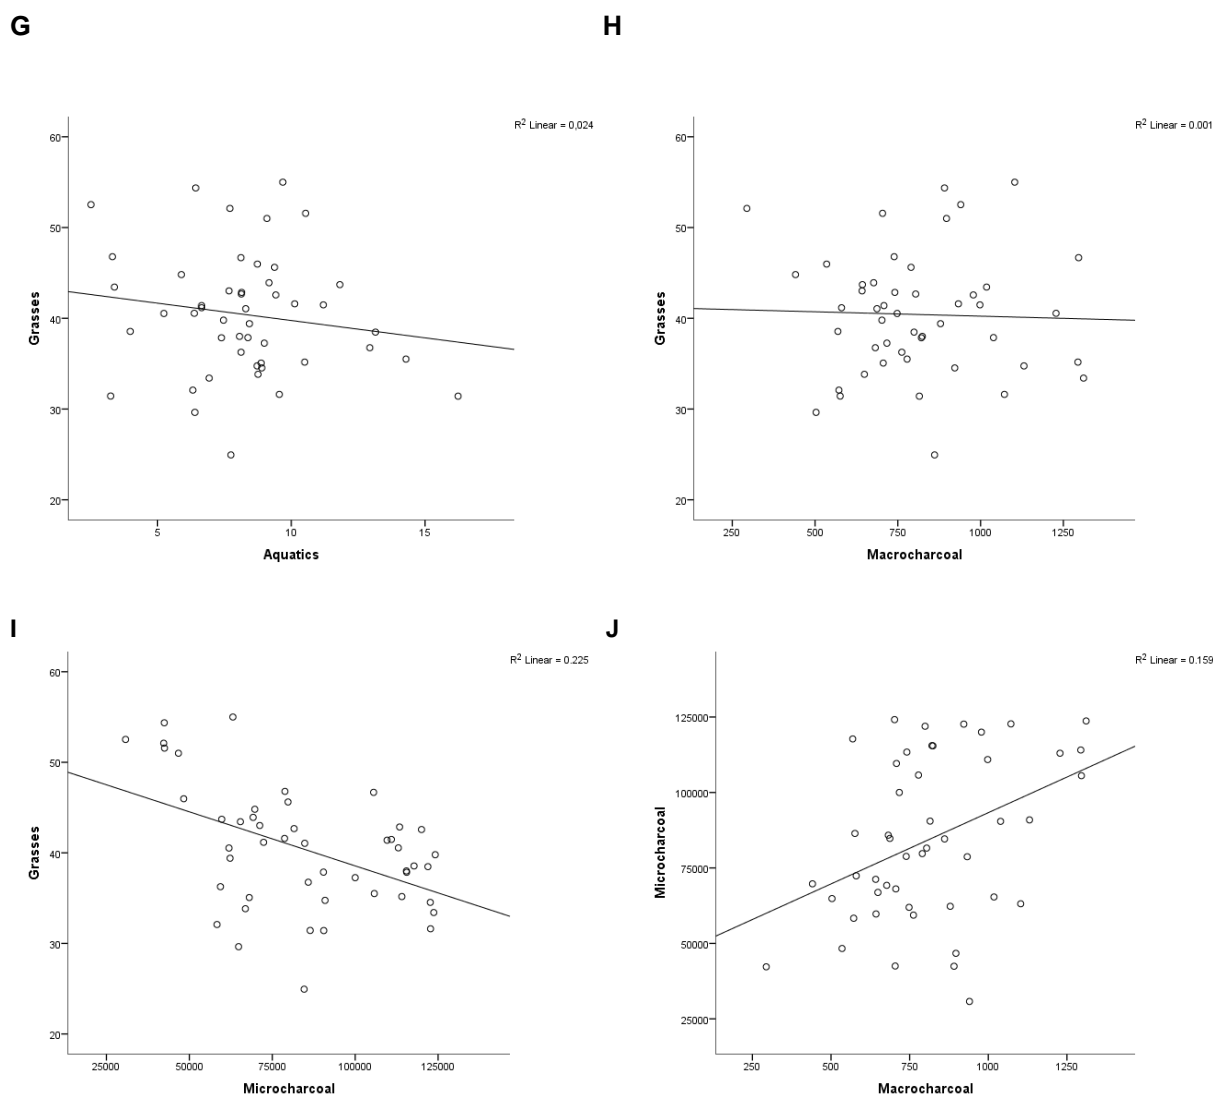 G
R2 Linear = 0,024
60
50
40
30
20
Grasses
5 10 15
Aquatics
H
R2 Linear = 0.001
60
50
40
30
20
Grasses
250 500 750 1000 1250
Macrocharcoal
I
R2 Linear = 0.225
60
50
40
30
20
Grasses
25000 50000 75000 100000 125000
Microcharcoal
J
R2 Linear = 0.159
125000
100000
75000
50000
25000
Microcharcoal
250 500 750 1000 1250
Macrocharcoal